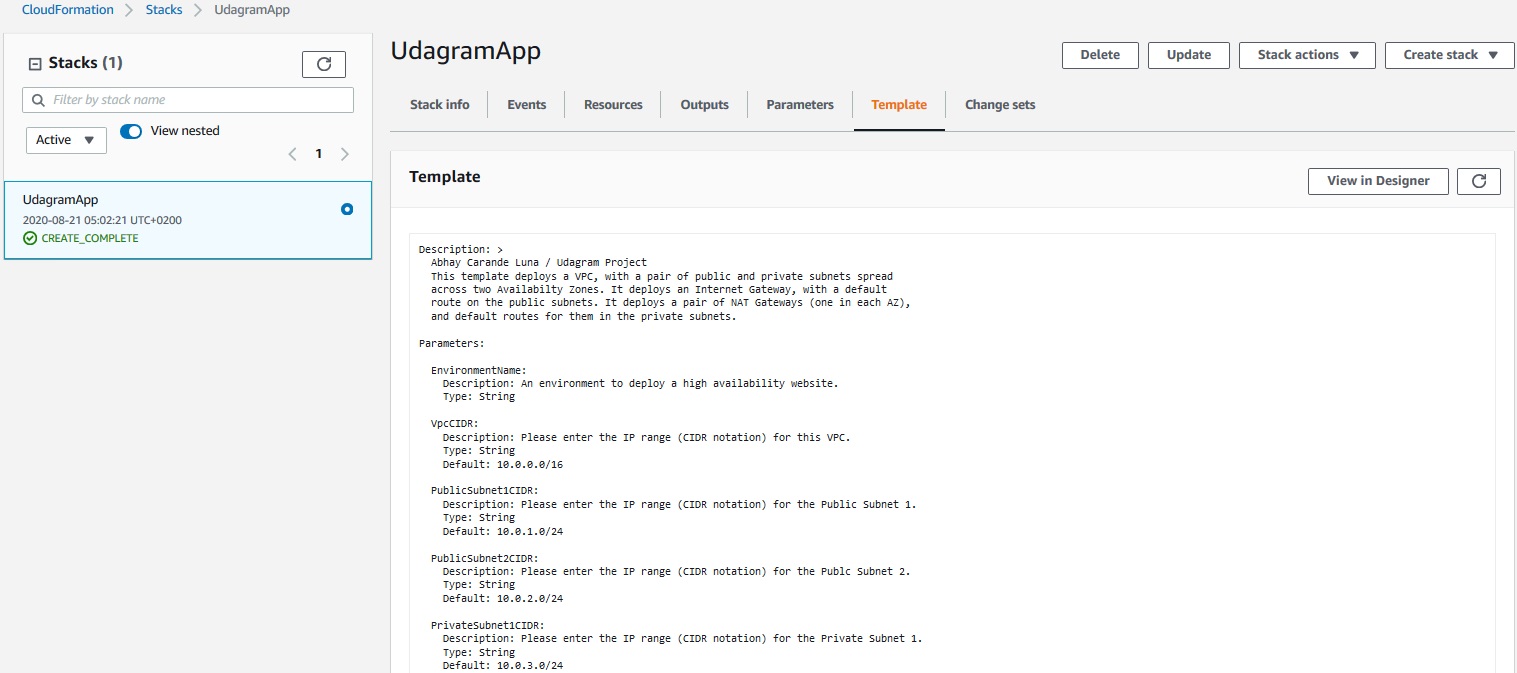 CloudFormation > Stacks > UdagramApp
Stacks (1)
Filter by stack name
Active
View nested
1
UdagramApp
2020-08-21 05:02:21 UTC+0200
CREATE_COMPLETE
UdagramApp
Delete
Update
Stack actions
Create stack
Stack info
Events
Resources
Outputs
Parameters
Template
Change sets
Template
View in Designer
Description: >
Abhay Carande Luna / Udagram Project
This template deploys a VPC, with a pair of public and private subnets spread
across two Availabilty Zones. It deploys an Internet Gateway, with a default
route on the public subnets. It deploys a pair of NAT Gateways (one in each AZ),
and default routes for them in the private subnets.
Parameters:
EnvironmentName:
Description: An environment to deploy a high availability website.
Type: String
VpcCIDR:
Description: Please enter the IP range (CIDR notation) for this VPC.
Type: String
Default: 10.0.0.0/16
PublicSubnet1CIDR:
Description: Please enter the IP range (CIDR notation) for the Public Subnet 1.
Type: String
Default: 10.0.1.0/24
PublicSubnet2CIDR:
Description: Please enter the IP range (CIDR notation) for the Publc Subnet 2.
Type: String
Default: 10.0.2.0/24
PrivateSubnet1CIDR:
Description: Please enter the IP range (CIDR notation) for the Private Subnet 1.
Type: String
Default: 10.0.3.0/24